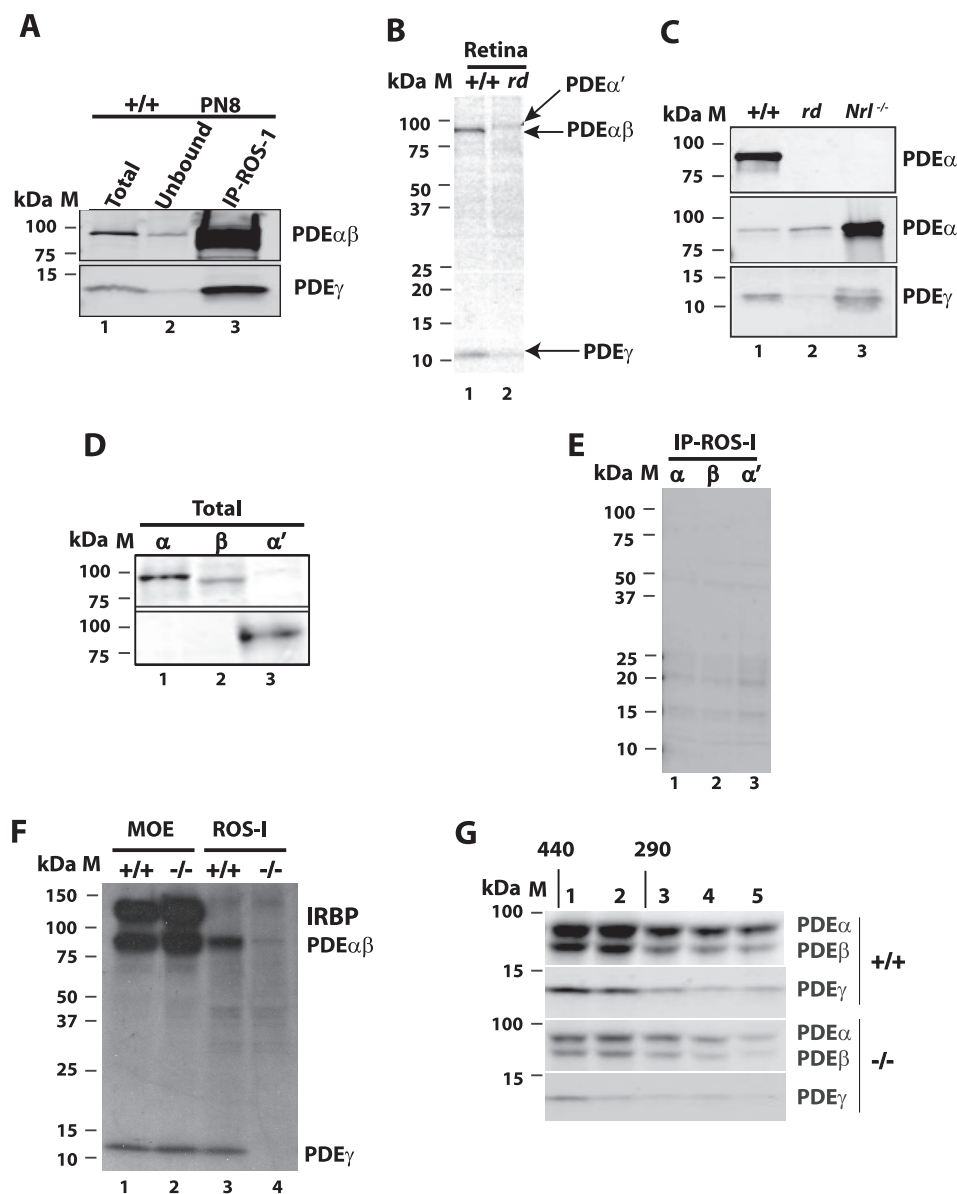 A
+/+ PN8
Total
Unbound
IP-ROS-1
kDa M
100
75
15
PDEαβ
PDEγ
1 2 3
B
Retina
kDa M +/+ rd
100
75
50
37
25
20
15
10
PDEα′
PDEαβ
PDEγ
1 2
C
kDa M +/+ rd Nrl -/-
100
75
PDEα
100
75
PDEα
15
10
PDEγ
1 2 3
D
Total
kDa M α β α′
100
75
100
75
1 2 3
E
IP-ROS-I
kDa M α β α′
100
75
50
37
25
20
15
10
1 2 3
F
MOE ROS-I
kDa M +/+ -/- +/+ -/-
150
100
75
50
37
25
15
10
IRBP
PDEαβ
PDEγ
1 2 3 4
G
440 290
kDa M 1 2 3 4 5
100
15
100
15
PDEα
PDEβ
PDEγ
+/+
PDEα
PDEβ
PDEγ
-/-